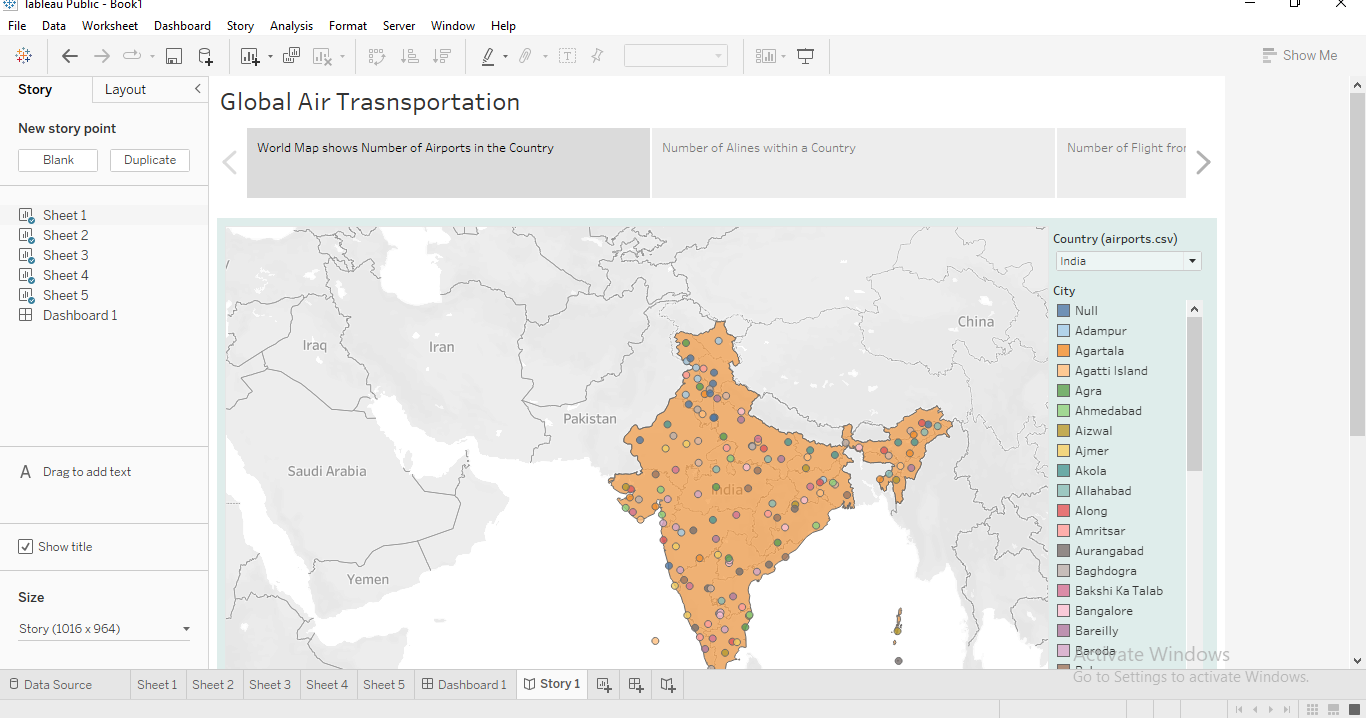 Tableau Public - Book1
File Data Worksheet Dashboard Story Analysis Format Server Window Help
Show Me
Story Layout
New story point
Blank Duplicate
Sheet 1
Sheet 2
Sheet 3
Sheet 4
Sheet 5
Dashboard 1
A Drag to add text
Show title
Size
Story (1016 x 964)
Global Air Trasnsportation
World Map shows Number of Airports in the Country
Number of Alines within a Country
Number of Flight fror
Iraq
Iran
China
Pakistan
Saudi Arabia
India
Yemen
Country (airports.csv)
India
City
Null
Adampur
Agartala
Agatti Island
Agra
Ahmedabad
Aizwal
Ajmer
Akola
Allahabad
Along
Amritsar
Aurangabad
Baghdogra
Bakshi Ka Talab
Bangalore
Bareilly
Baroda
Activate Windows
Go to Settings to activate Windows.
Data Source Sheet 1 Sheet 2 Sheet 3 Sheet 4 Sheet 5 Dashboard 1 Story 1